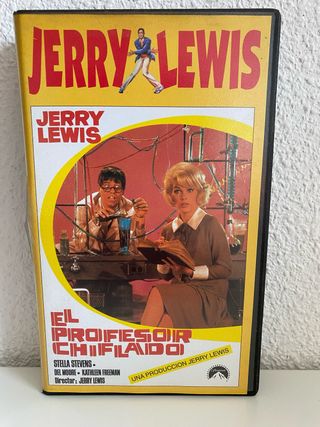 JERRY LEWIS
JERRY
LEWIS
EL
PROFESOR
CHIFLADO
STELLA STEVENS •
DEL MOORE • KATHLEEN FREEMAN
Director: JERRY LEWIS
UNA PRODUCCION JERRY LEWIS